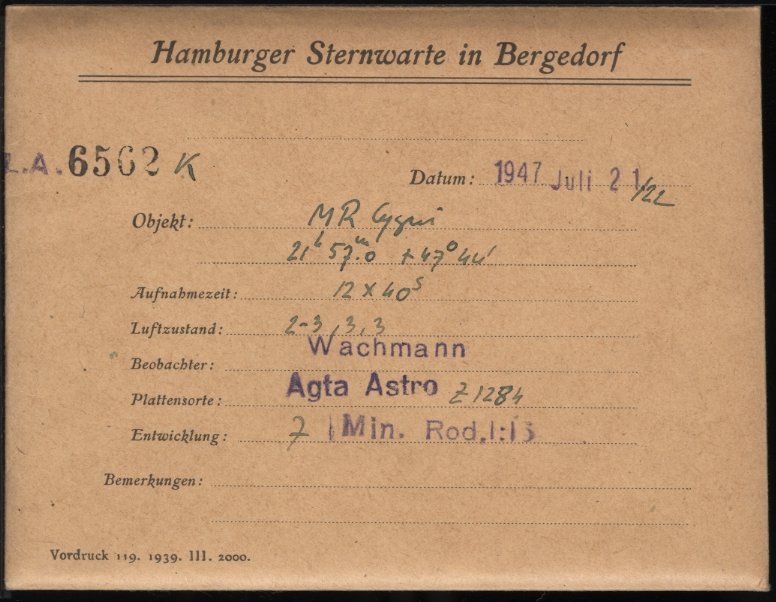 Hamburger Sternwarte in Bergedorf
L.A. 6562 K
Datum: 1947 Juli 21/22
Objekt: MR Cygni
21ʰ 57ᵐ.0 +47° 44'
Aufnahmezeit: 12 x 40ˢ
Luftzustand: 2-3, 3, 3
Beobachter: Wachmann
Plattensorte: Agfa Astro Z 1284
Entwicklung: 7 Min. Rod. 1:15
Bemerkungen:
Vordruck 119. 1939. III. 2000.